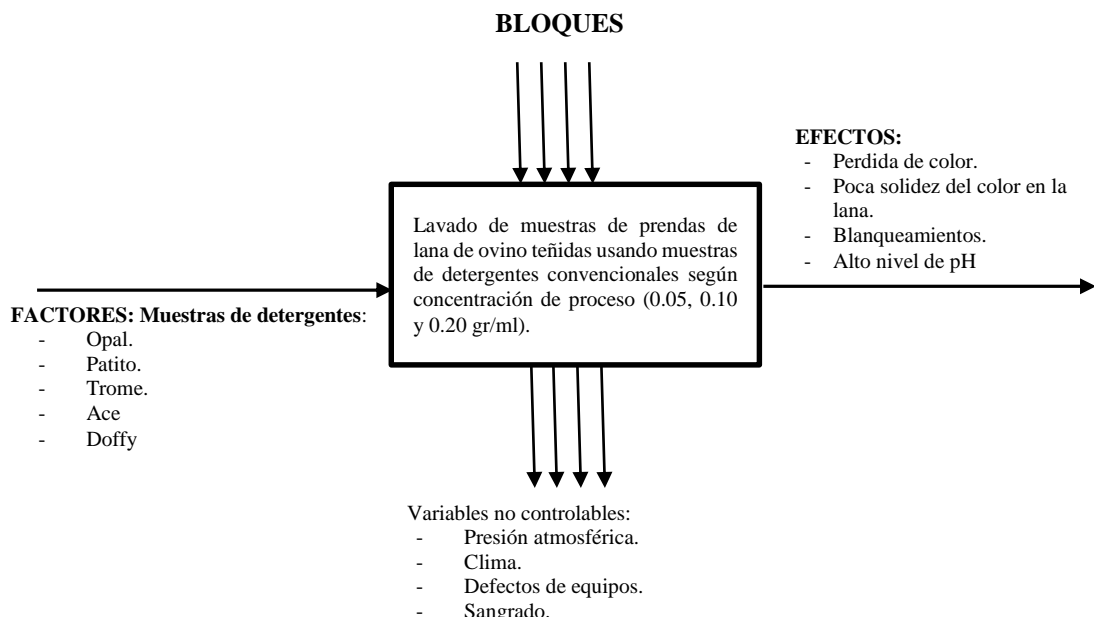 BLOQUES
EFECTOS:
- Perdida de color.
- Poca solidez del color en la
lana.
- Blanqueamientos.
- Alto nivel de pH
Lavado de muestras de prendas de
lana de ovino teñidas usando muestras
de detergentes convencionales según
concentración de proceso (0.05, 0.10
y 0.20 gr/ml).
FACTORES: Muestras de detergentes:
- Opal.
- Patito.
- Trome.
- Ace
- Doffy
Variables no controlables:
- Presión atmosférica.
- Clima.
- Defectos de equipos.
- Sangrado.